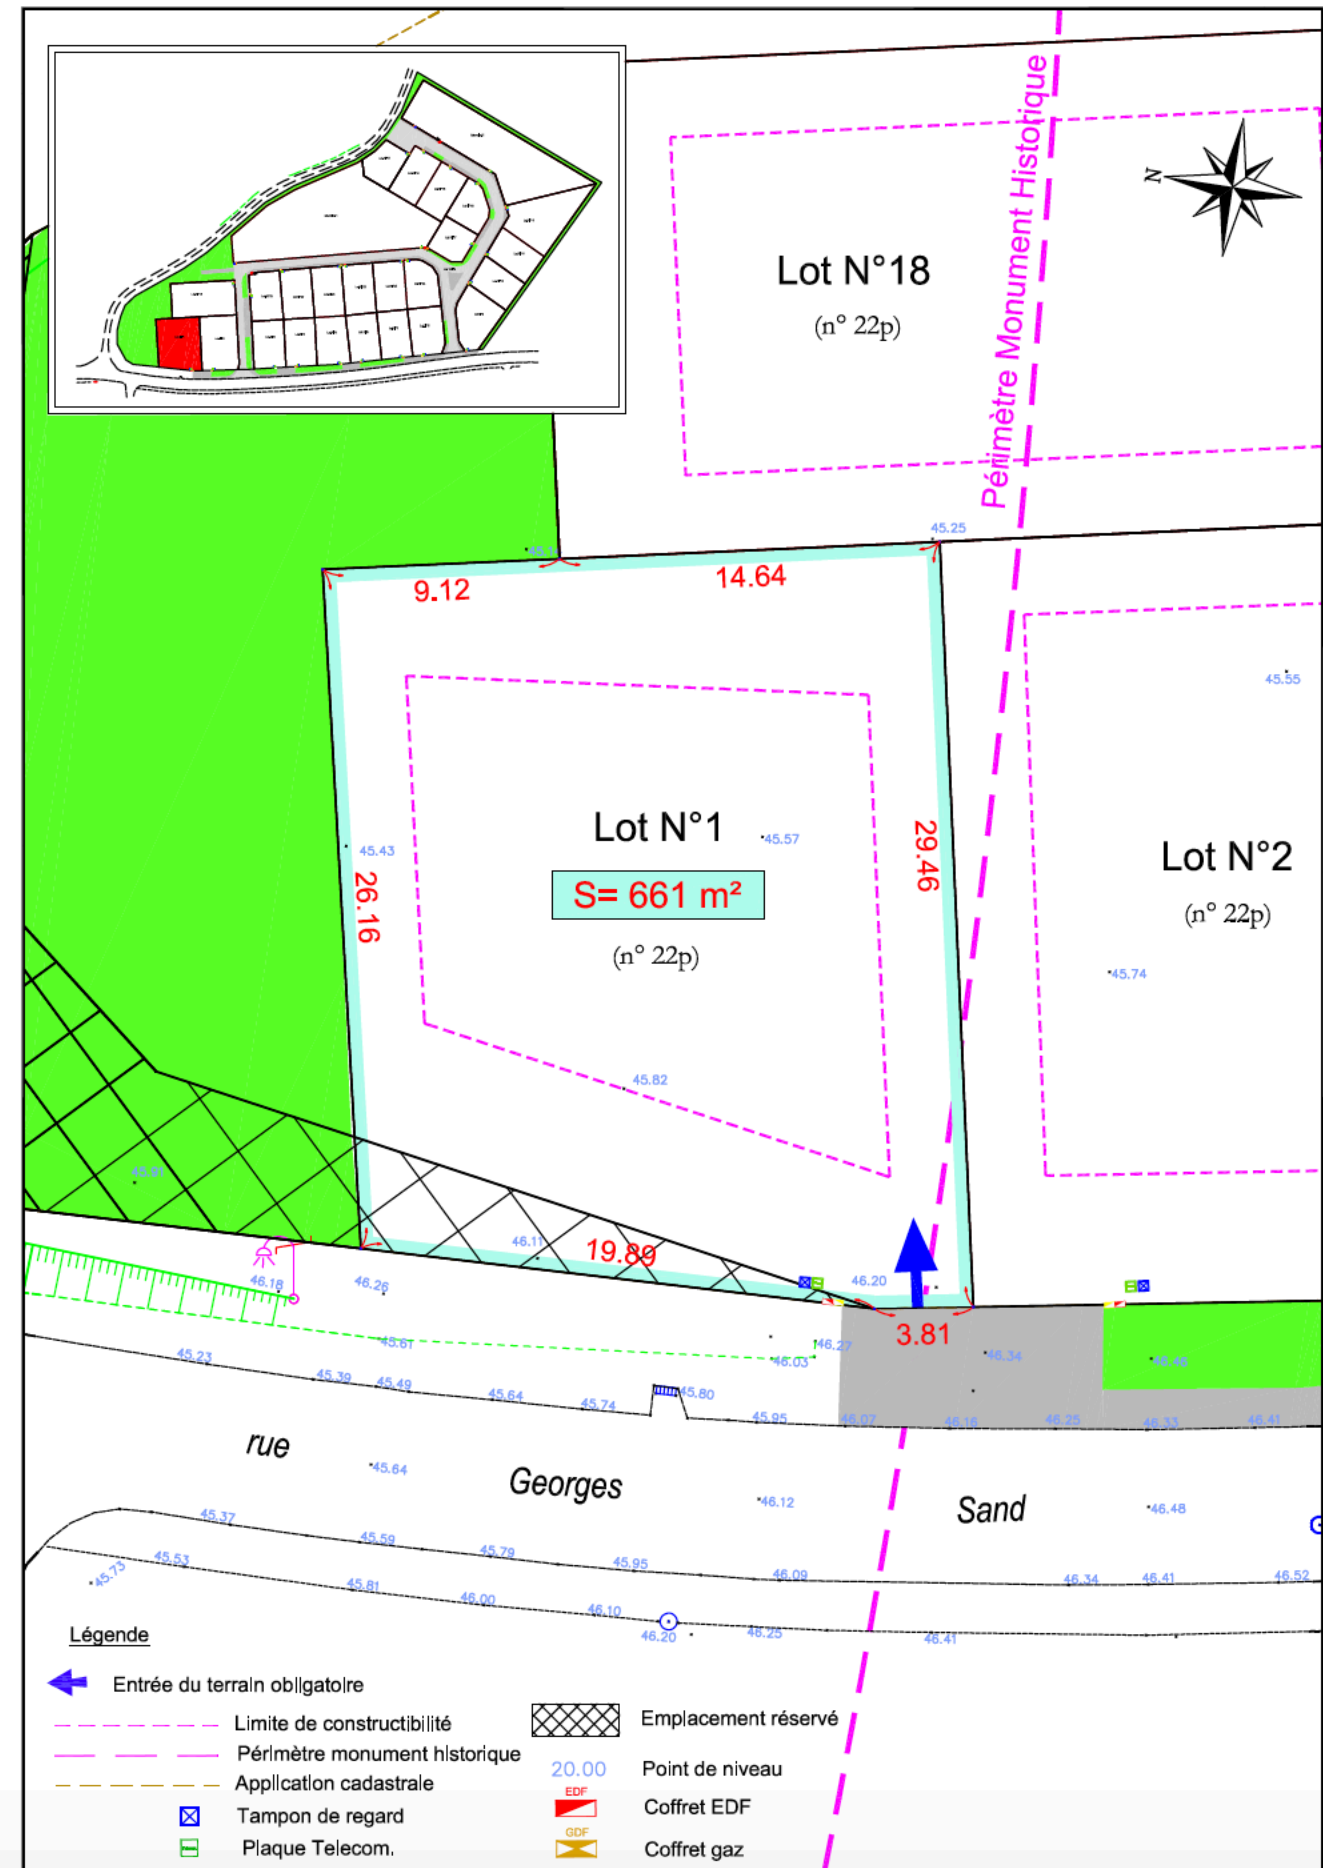 Périmètre Monument Historique
N
Lot N°18
(n° 22p)
45.25
9.12
14.64
45.55
Lot N°1
45.57
45.43
S= 661 m²
26.16
29.46
(n° 22p)
Lot N°2
(n° 22p)
45.74
45.82
45.91
46.11
19.89
46.20
46.18
46.26
3.81
45.61
46.27
46.03
46.34
46.46
45.23
45.39
45.49
45.64
45.74
45.80
45.95
46.07
46.16
46.25
46.33
46.41
rue
Georges
Sand
45.64
46.12
46.48
45.37
45.59
45.79
45.95
46.09
46.34
46.41
46.52
45.73
45.53
45.81
46.00
46.10
46.20
46.25
46.41
Légende
Entrée du terrain obligatoire
Limite de constructibilité
Périmètre monument historique
Application cadastrale
Tampon de regard
Plaque Telecom.
Emplacement réservé
20.00 Point de niveau
EDF
Coffret EDF
GDF
Coffret gaz